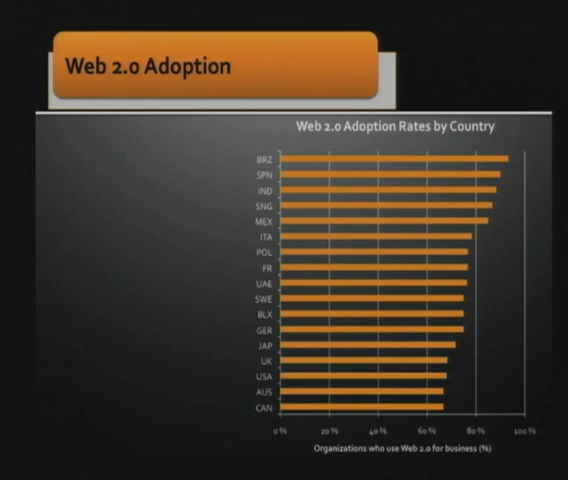 Web 2.0 Adoption
Web 2.0 Adoption Rates by Country
BRZ
SPN
IND
SNG
MEX
ITA
POL
FR
UAE
SWE
BLX
GER
JAP
UK
USA
AUS
CAN
0% 20% 40% 60% 80% 100%
Organizations who use Web 2.0 for business (%)